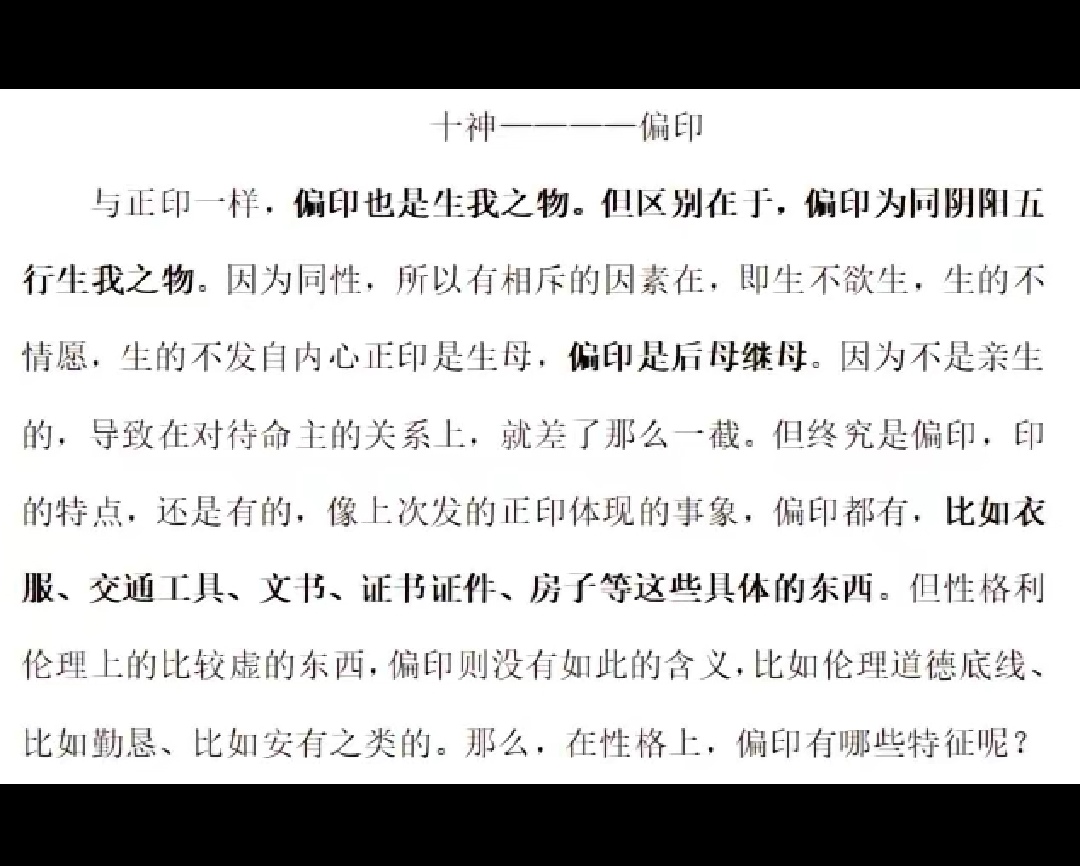 十神————偏印
与正印一样，偏印也是生我之物。但区别在于，偏印为同阴阳五
行生我之物。因为同性，所以有相斥的因素在，即生不欲生，生的不
情愿，生的不发自内心正印是生母，偏印是后母继母。因为不是亲生
的，导致在对待命主的关系上，就差了那么一截。但终究是偏印，印
的特点，还是有的，像上次发的正印体现的事象，偏印都有，比如衣
服、交通工具、文书、证书证件、房子等这些具体的东西。但性格利
伦理上的比较虚的东西,偏印则没有如此的含义,比如伦理道德底线、
比如勤恳、比如安有之类的。那么，在性格上，偏印有哪些特征呢？